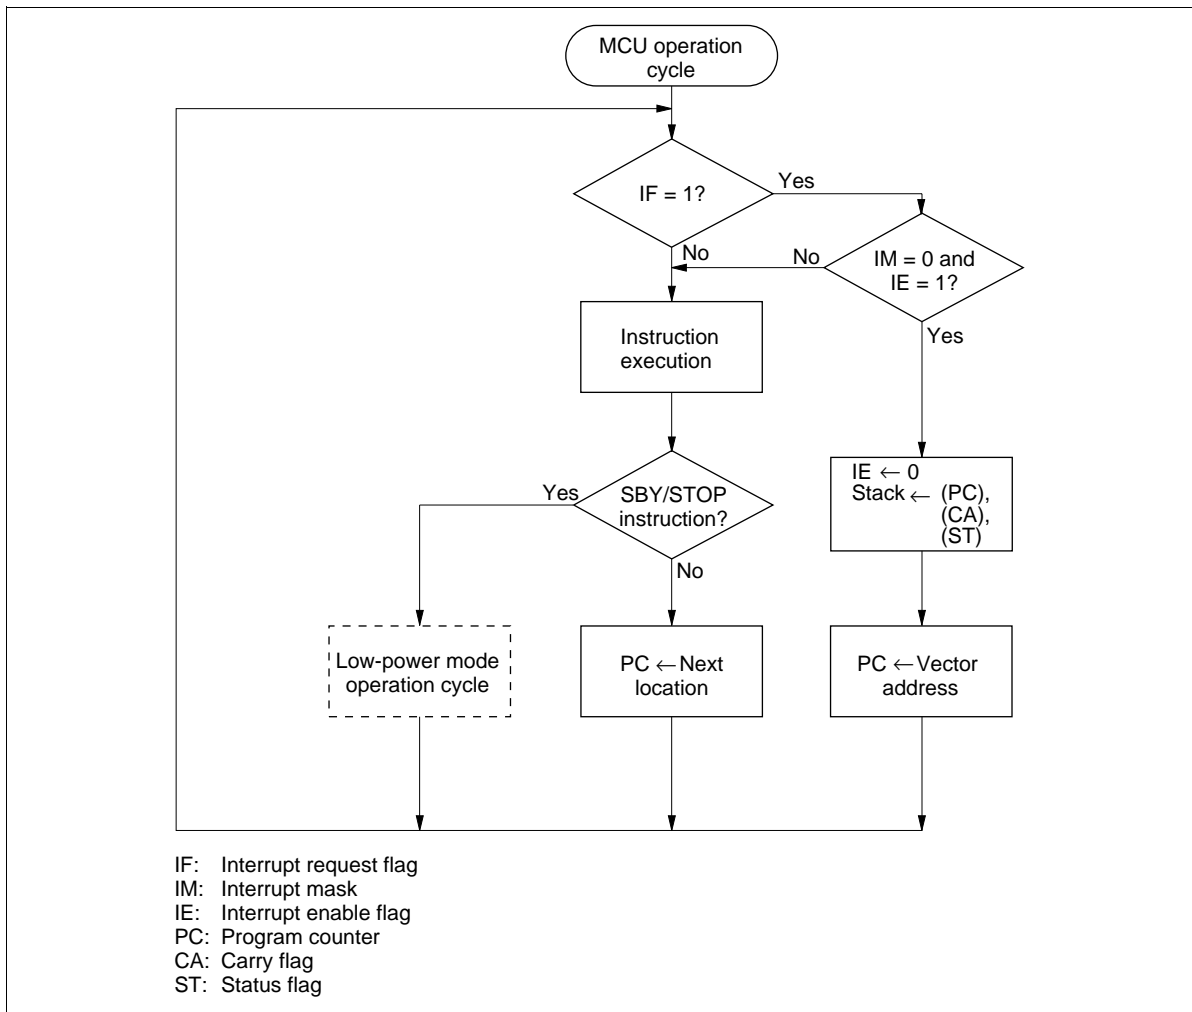 MCU operation
cycle
IF = 1?
Yes
No
No
IM = 0 and
IE = 1?
Yes
Instruction
execution
Yes
SBY/STOP
instruction?
No
IE ← 0
Stack ← (PC),
(CA),
(ST)
Low-power mode
operation cycle
PC ← Next
location
PC ← Vector
address
IF: Interrupt request flag
IM: Interrupt mask
IE: Interrupt enable flag
PC: Program counter
CA: Carry flag
ST: Status flag